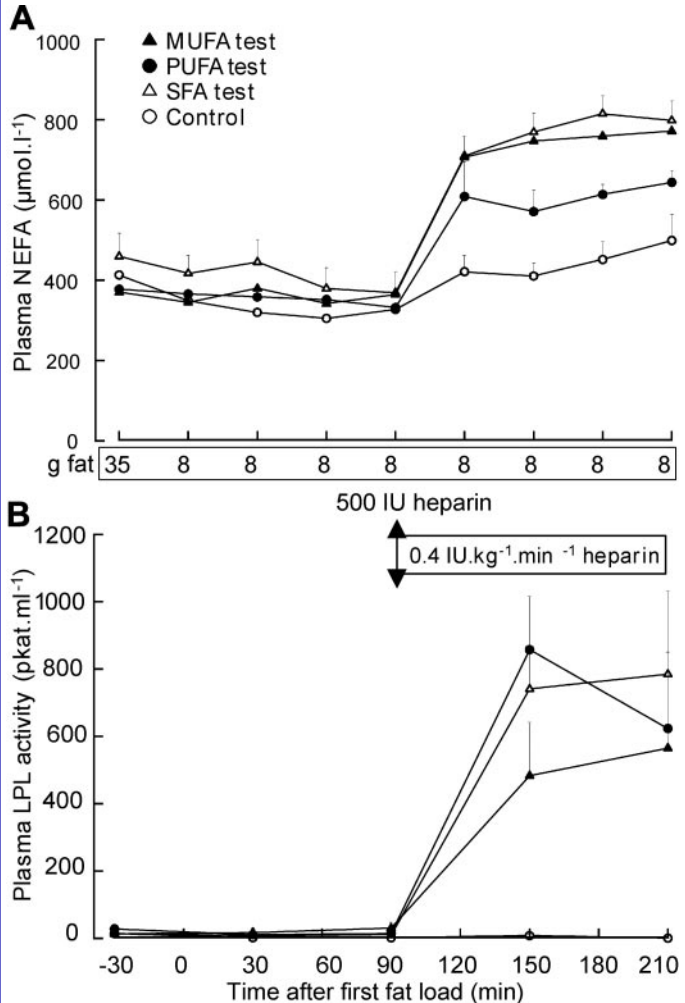 A
1000
800
600
400
200
0
Plasma NEFA (µmol.l⁻¹)
MUFA test
PUFA test
SFA test
Control
g fat 35 8 8 8 8 8 8 8 8
500 IU heparin
B
0.4 IU.kg⁻¹.min ⁻¹ heparin
1200
1000
800
600
400
200
0
Plasma LPL activity (pkat.ml⁻¹)
-30 0 30 60 90 120 150 180 210
Time after first fat load (min)